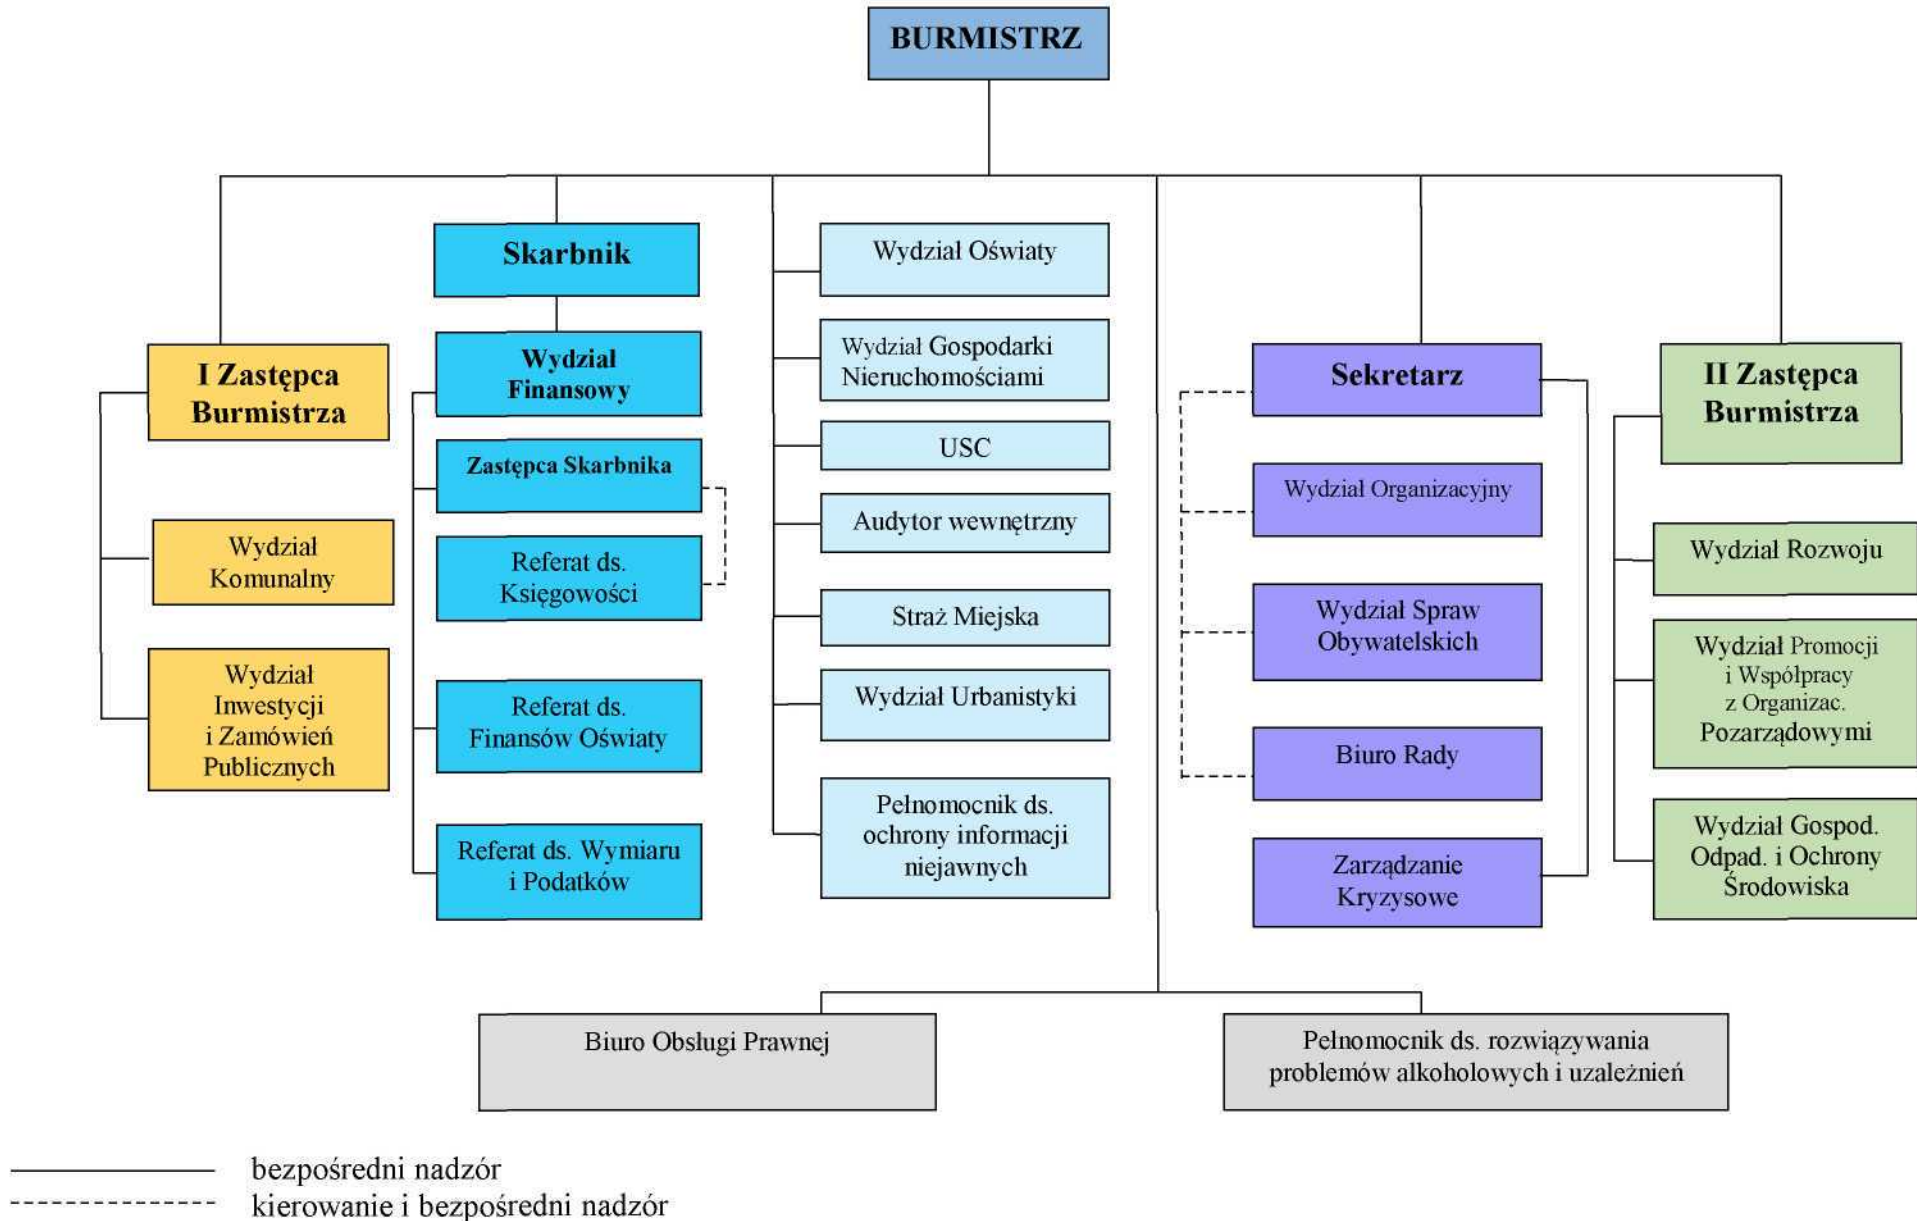 BURMISTRZ
I Zastępca
Burmistrza
Wydział
Komunalny
Wydział
Inwestycji
i Zamówień
Publicznych
Skarbnik
Wydział
Finansowy
Zastępca Skarbnika
Referat ds.
Księgowości
Referat ds.
Finansów Oświaty
Referat ds. Wymiaru
i Podatków
Wydział Oświaty
Wydział Gospodarki
Nieruchomościami
USC
Audytor wewnętrzny
Straż Miejska
Wydział Urbanistyki
Pełnomocnik ds.
ochrony informacji
niejawnych
Sekretarz
Wydział Organizacyjny
Wydział Spraw
Obywatelskich
Biuro Rady
Zarządzanie
Kryzysowe
II Zastępca
Burmistrza
Wydział Rozwoju
Wydział Promocji
i Współpracy
z Organizac.
Pozarządowymi
Wydział Gospod.
Odpad. i Ochrony
Środowiska
Biuro Obsługi Prawnej
Pełnomocnik ds. rozwiązywania
problemów alkoholowych i uzależnień
bezpośredni nadzór
kierowanie i bezpośredni nadzór